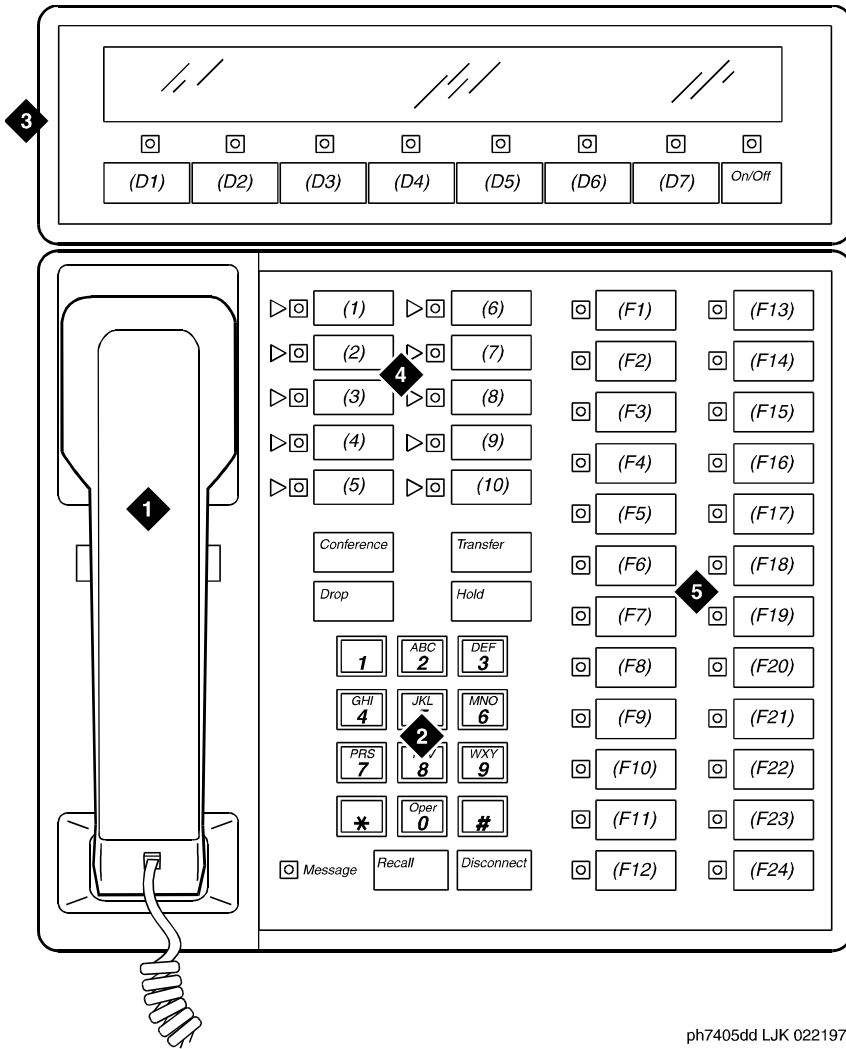 3
(D1) (D2) (D3) (D4) (D5) (D6) (D7) On/Off
(1) (6) (F1) (F13)
(2) (7) (F2) (F14)
4
(3) (8) (F3) (F15)
(4) (9) (F4) (F16)
(5) (10) (F5) (F17)
1
Conference Transfer (F6) (F18)
Drop Hold (F7) (F19)
5
1 ABC 2 DEF 3 (F8) (F20)
GHI 4 JKL MNO 6 (F9) (F21)
2
PRS 7 8 WXY 9 (F10) (F22)
* Oper 0 # (F11) (F23)
Message Recall Disconnect (F12) (F24)
ph7405dd LJK 022197